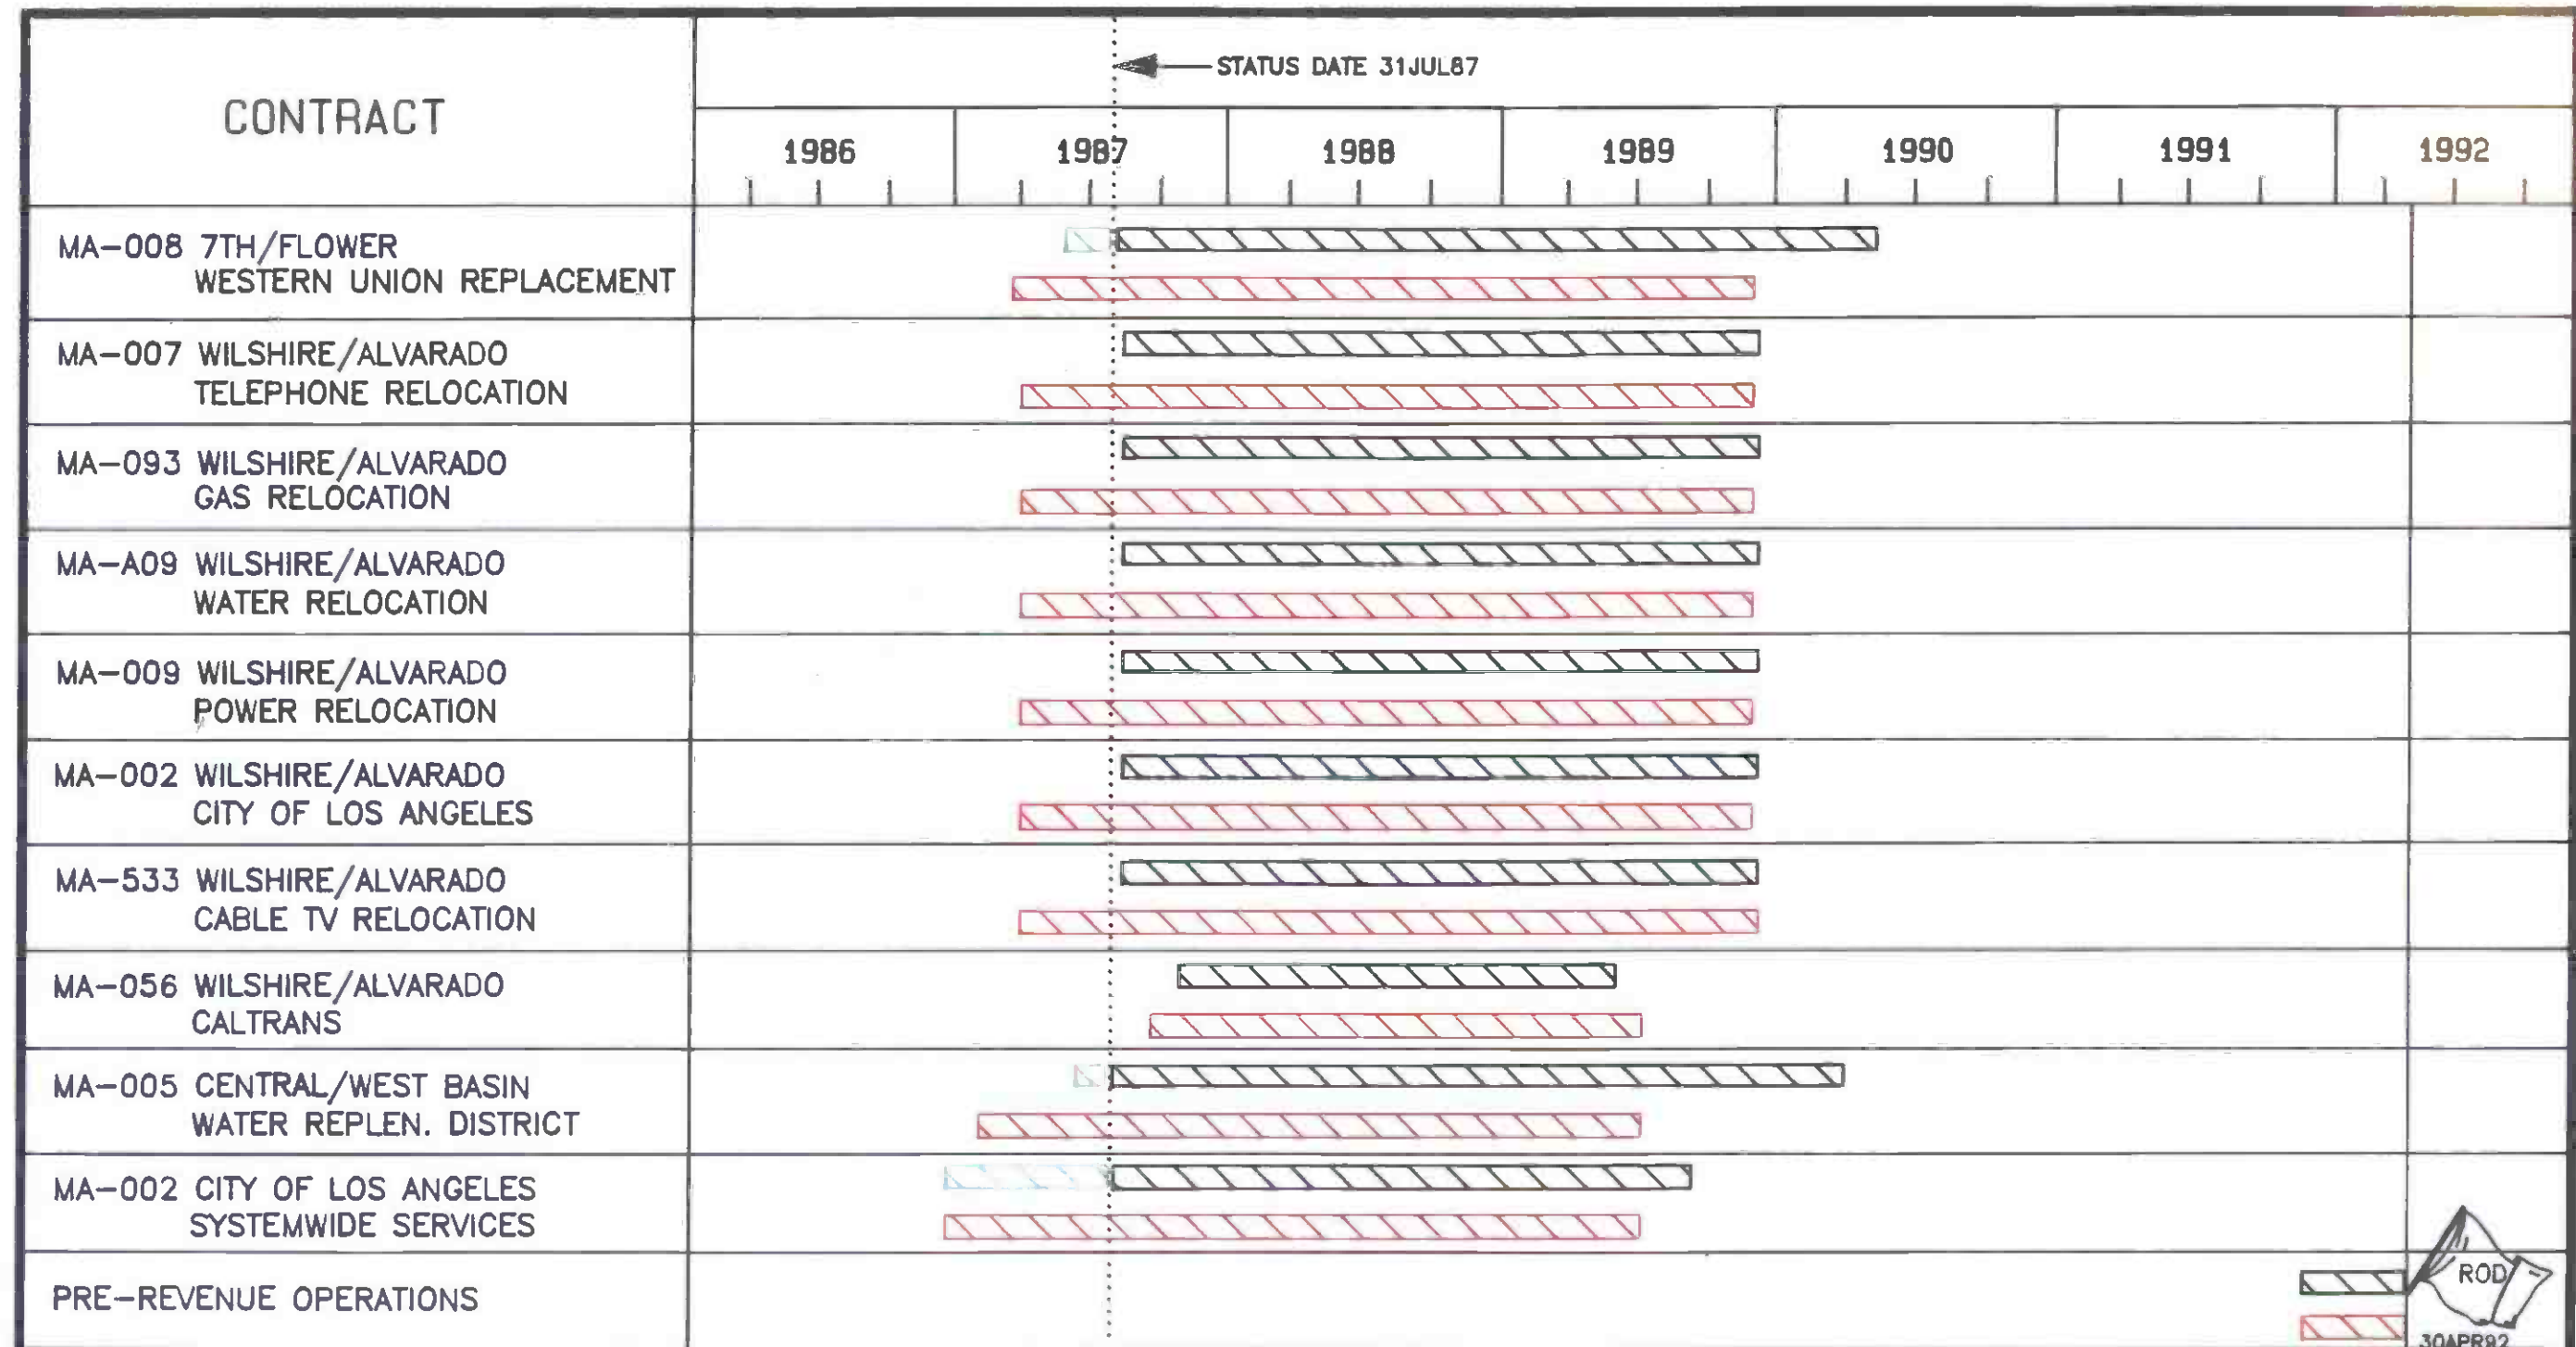 STATUS DATE 31JUL87
CONTRACT
1986 1987 1988 1989 1990 1991 1992
MA-008 7TH/FLOWER
WESTERN UNION REPLACEMENT
MA-007 WILSHIRE/ALVARADO
TELEPHONE RELOCATION
MA-093 WILSHIRE/ALVARADO
GAS RELOCATION
MA-A09 WILSHIRE/ALVARADO
WATER RELOCATION
MA-009 WILSHIRE/ALVARADO
POWER RELOCATION
MA-002 WILSHIRE/ALVARADO
CITY OF LOS ANGELES
MA-533 WILSHIRE/ALVARADO
CABLE TV RELOCATION
MA-056 WILSHIRE/ALVARADO
CALTRANS
MA-005 CENTRAL/WEST BASIN
WATER REPLEN. DISTRICT
MA-002 CITY OF LOS ANGELES
SYSTEMWIDE SERVICES
PRE-REVENUE OPERATIONS
ROD
30APR92